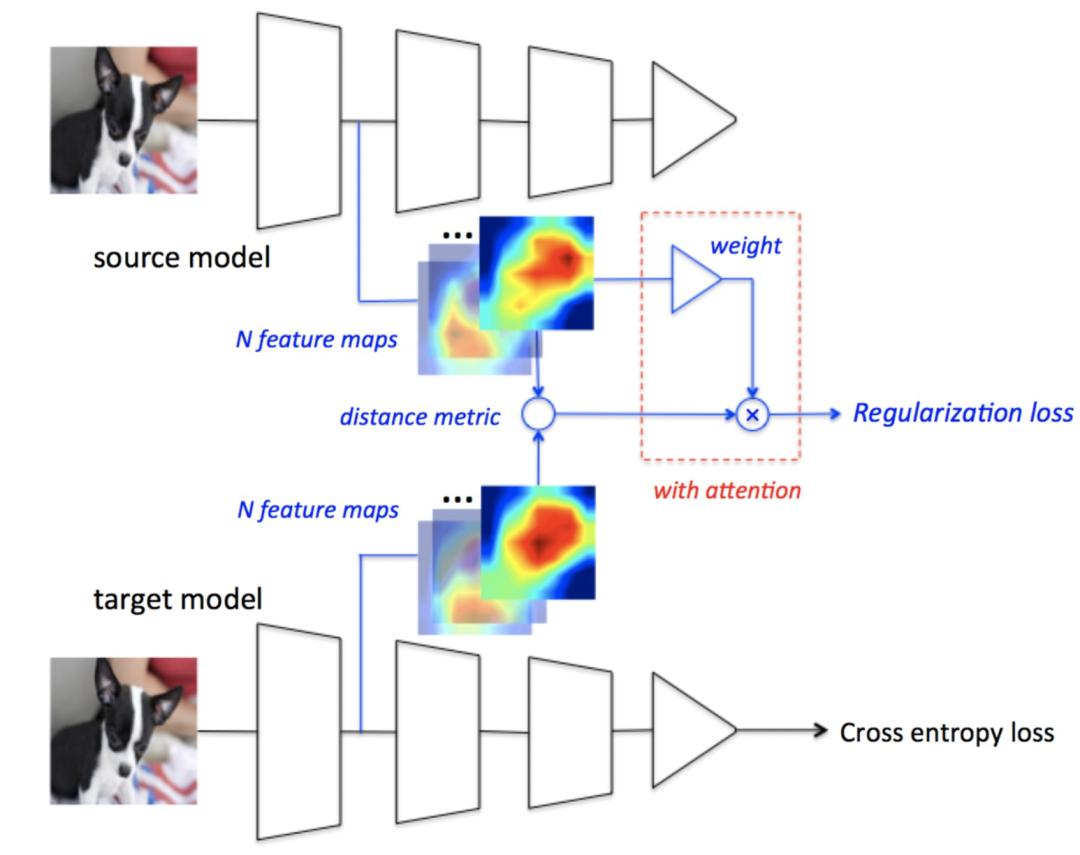 source model
...
weight
N feature maps
distance metric
×
Regularization loss
with attention
...
N feature maps
target model
Cross entropy loss